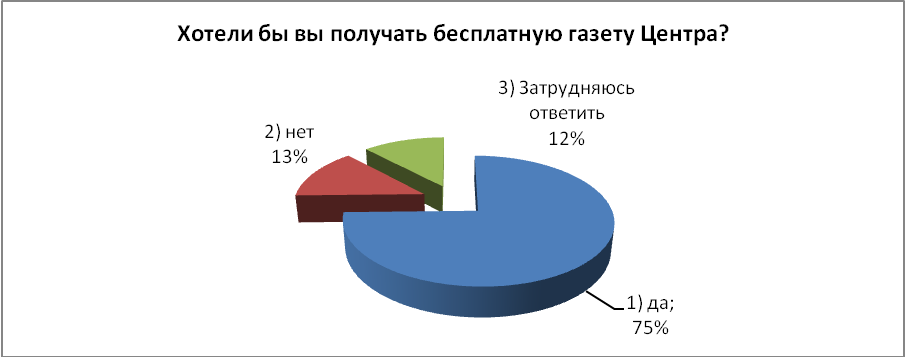 Хотели бы вы получать бесплатную газету Центра?
3) Затрудняюсь
ответить
12%
2) нет
13%
1) да;
75%